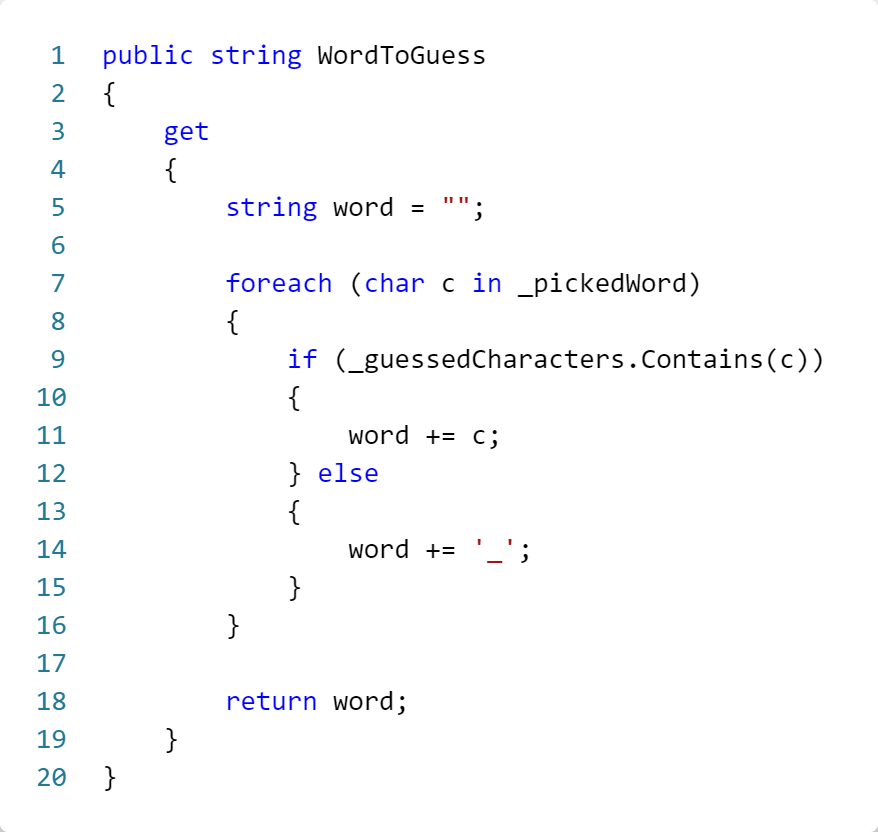 1 public string WordToGuess
2 {
3     get
4     {
5         string word = "";
6
7         foreach (char c in _pickedWord)
8         {
9             if (_guessedCharacters.Contains(c))
10             {
11                 word += c;
12             } else
13             {
14                 word += '_';
15             }
16         }
17
18         return word;
19     }
20 }